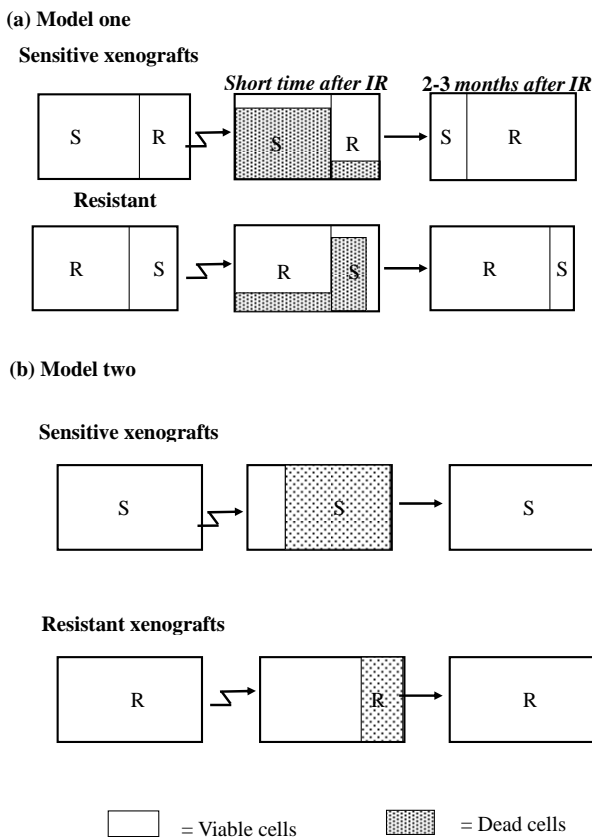 (a) Model one
Sensitive xenografts
Short time after IR
2-3 months after IR
S R
S R
S R
Resistant
R S
R S
R S
(b) Model two
Sensitive xenografts
S
S
S
Resistant xenografts
R
R
R
= Viable cells
= Dead cells